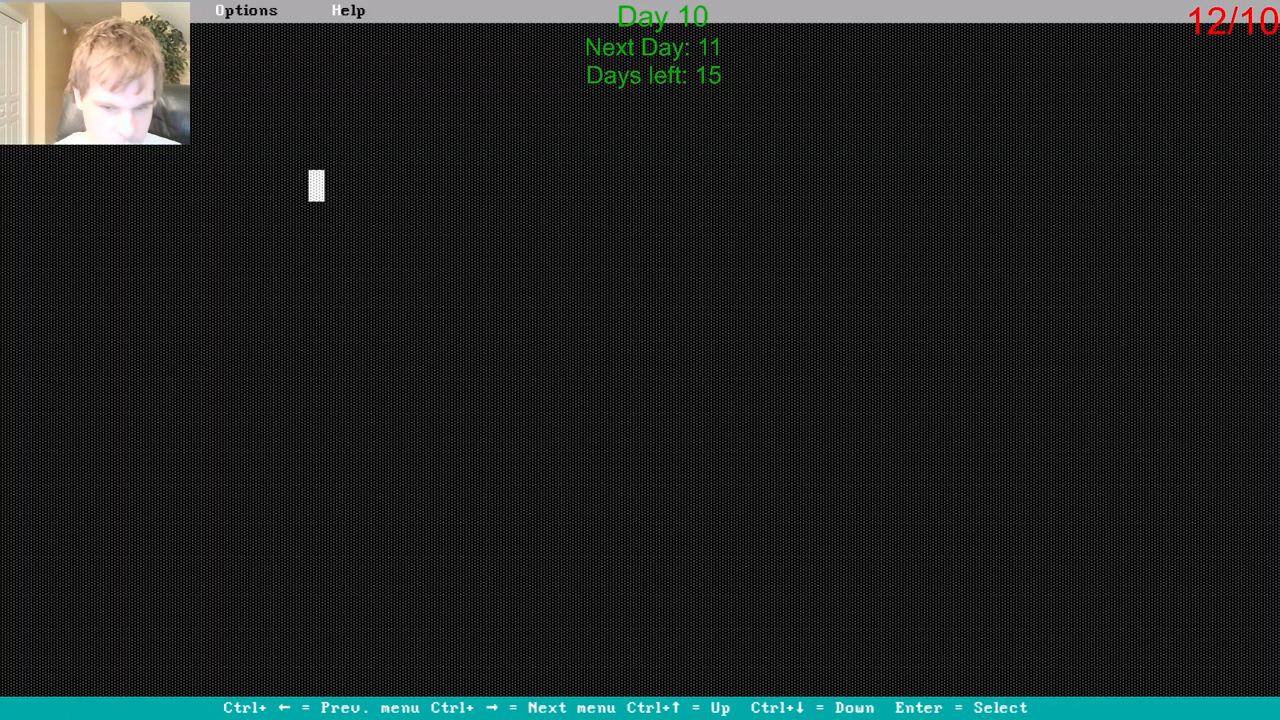 Options Help
Day 10
Next Day: 11
Days left: 15
12/10
Ctrl+ ← = Prev. menu Ctrl+ → = Next menu Ctrl+↑ = Up Ctrl+↓ = Down Enter = Select